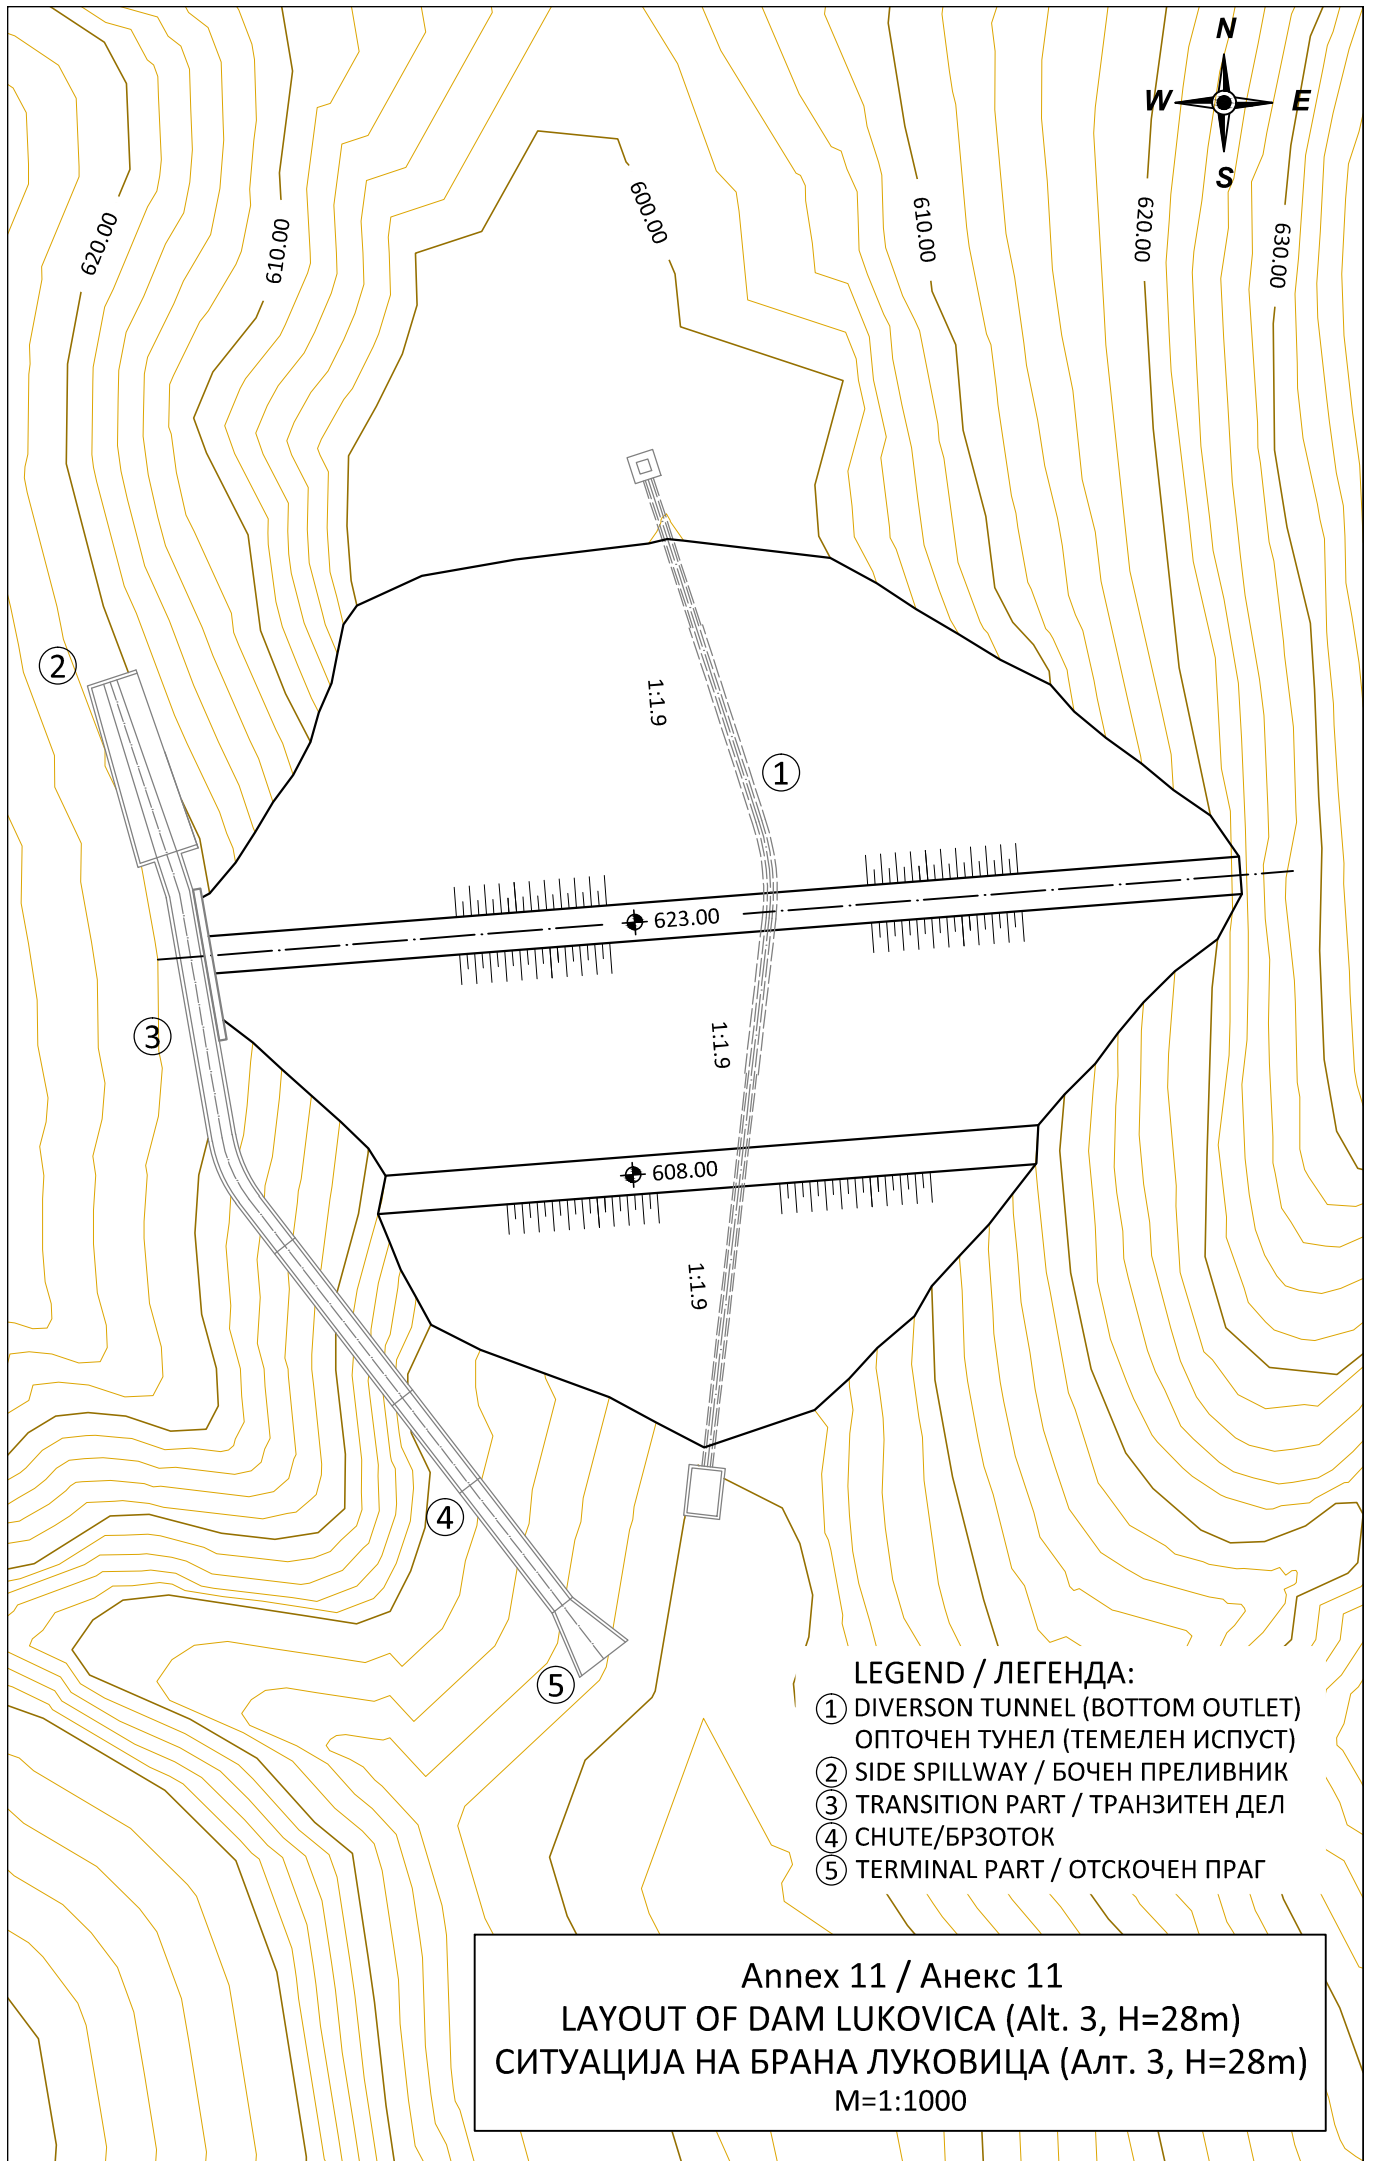 N
W E
S
620.00
610.00
600.00
610.00
620.00
630.00
2
1:1.9
1
623.00
3
1:1.9
608.00
1:1.9
4
5
LEGEND / ЛЕГЕНДА:
1 DIVERSON TUNNEL (BOTTOM OUTLET)
ОПТОЧЕН ТУНЕЛ (ТЕМЕЛЕН ИСПУСТ)
2 SIDE SPILLWAY / БОЧЕН ПРЕЛИВНИК
3 TRANSITION PART / ТРАНЗИТЕН ДЕЛ
4 CHUTE/БРЗОТОК
5 TERMINAL PART / ОТСКОЧЕН ПРАГ
Annex 11 / Анекс 11
LAYOUT OF DAM LUKOVICA (Alt. 3, H=28m)
СИТУАЦИЈА НА БРАНА ЛУКОВИЦА (Алт. 3, H=28m)
M=1:1000